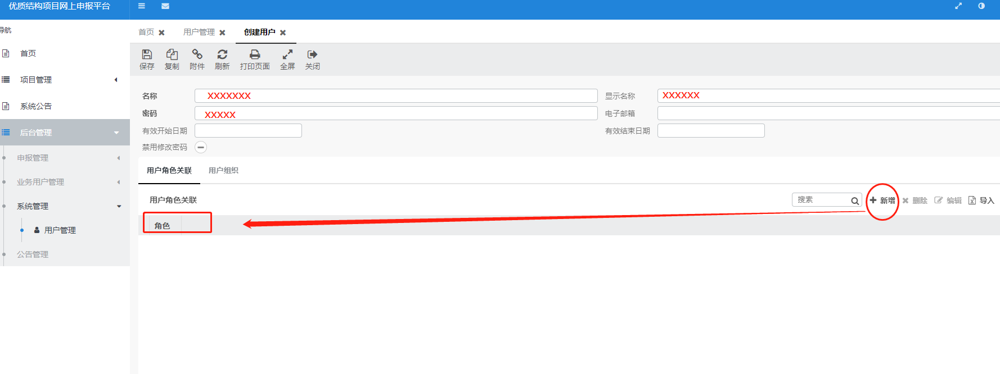 优质结构项目网上申报平台
导航
首页
项目管理
系统公告
后台管理
申报管理
业务用户管理
系统管理
用户管理
公告管理
首页 用户管理 创建用户
保存 复制 附件 刷新 打印页面 全屏 关闭
名称 XXXXXXX 显示名称 XXXXXX
密码 XXXXX 电子邮箱
有效开始日期 有效结束日期
禁用修改密码
用户角色关联 用户组织
用户角色关联 搜索 新增 删除 编辑 导入
角色